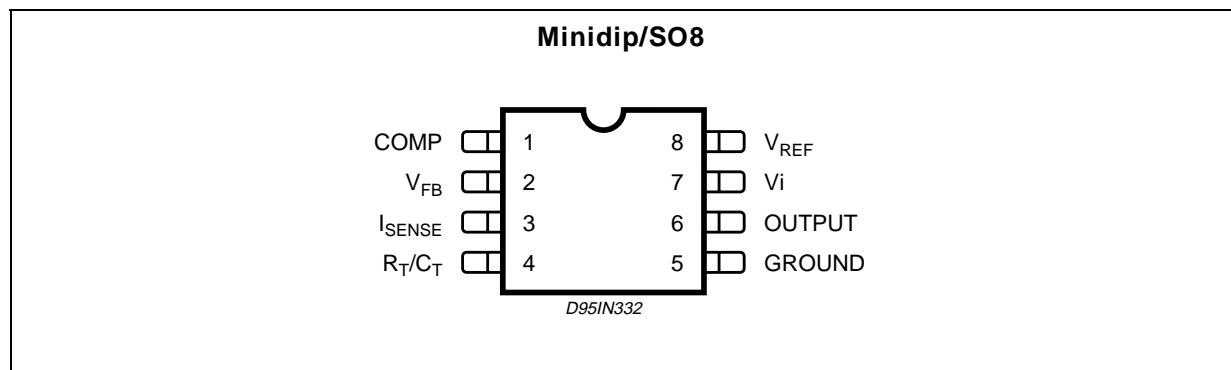 Minidip/SO8
COMP 1 8 V_REF
V_FB 2 7 Vi
I_SENSE 3 6 OUTPUT
R_T/C_T 4 5 GROUND
D95IN332